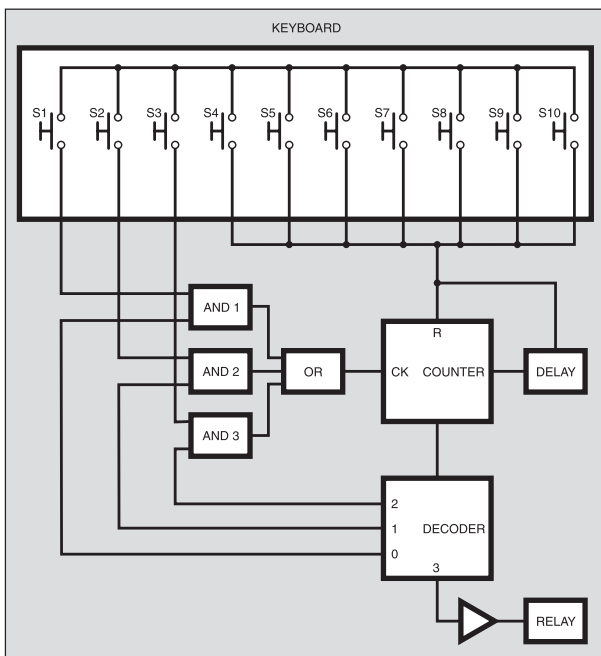 KEYBOARD
S1 S2 S3 S4 S5 S6 S7 S8 S9 S10
AND 1
R
AND 2
OR
CK COUNTER
DELAY
AND 3
2
1 DECODER
0
3
RELAY